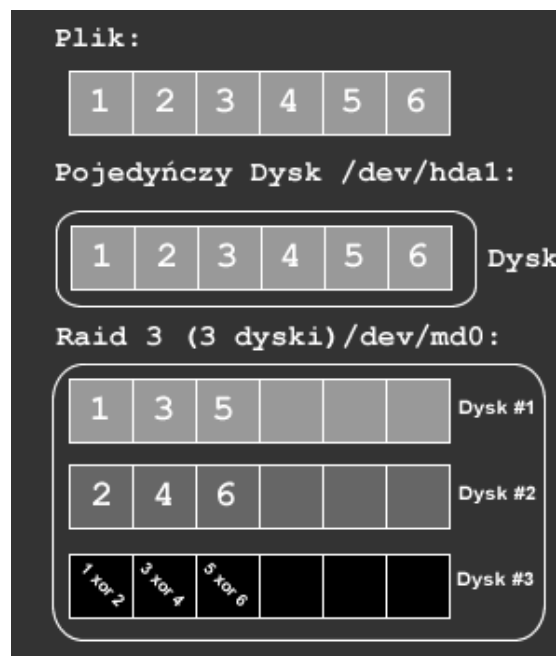 Plik:
1 2 3 4 5 6
Pojedyńczy Dysk /dev/hda1:
1 2 3 4 5 6 Dysk
Raid 3 (3 dyski)/dev/md0:
1 3 5 Dysk #1
2 4 6 Dysk #2
1 xor 2 3 xor 4 5 xor 6 Dysk #3